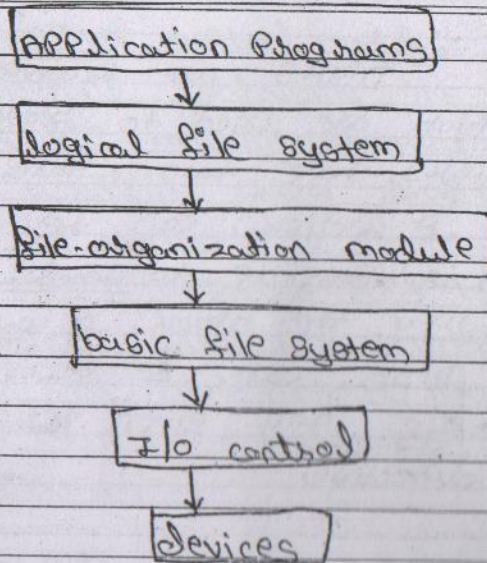 Application Programs
logical file system
file-organization module
basic file system
I/o control
devices